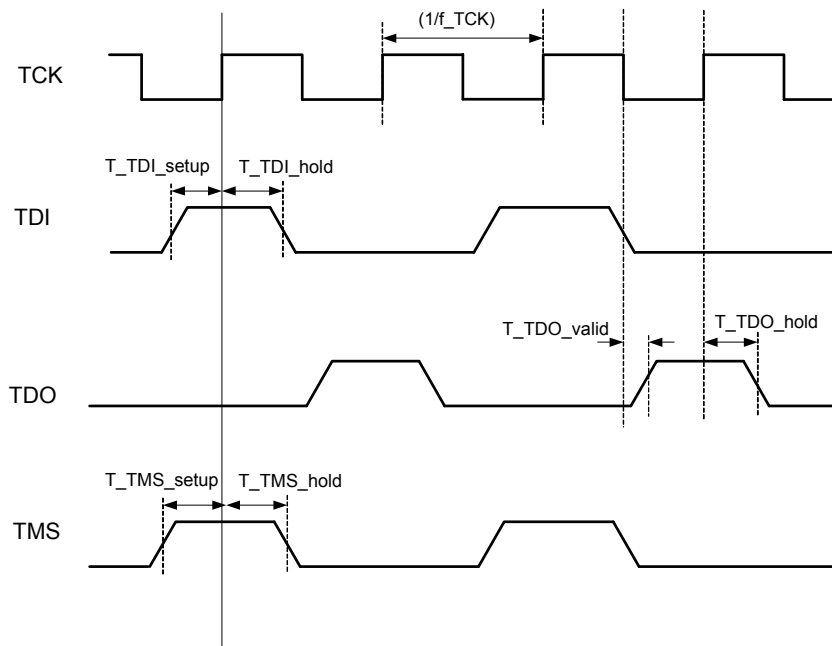 (1/f_TCK)
TCK
T_TDI_setup T_TDI_hold
TDI
T_TDO_valid T_TDO_hold
TDO
T_TMS_setup T_TMS_hold
TMS